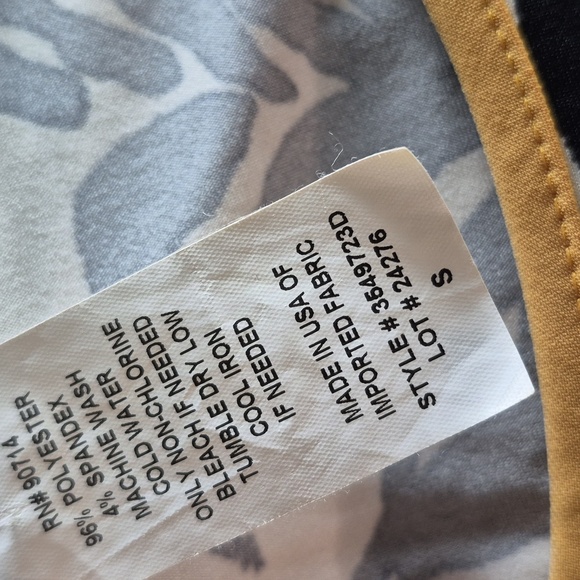 RN# 90714
96% POLYESTER
4% SPANDEX
MACHINE WASH
COLD WATER
ONLY NON-CHLORINE
BLEACH IF NEEDED
TUMBLE DRY LOW
COOL IRON
IF NEEDED
MADE IN USA OF
IMPORTED FABRIC
STYLE # 3549723D
LOT # 24276
S